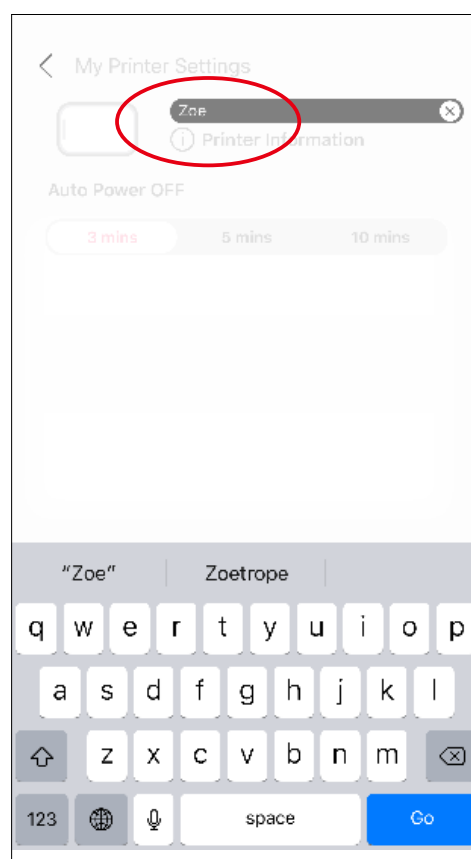 My Printer Settings
Zoe
Printer Information
Auto Power OFF
3 mins 5 mins 10 mins
"Zoe" Zoetrope
q w e r t y u i o p
a s d f g h j k l
z x c v b n m
123 space Go